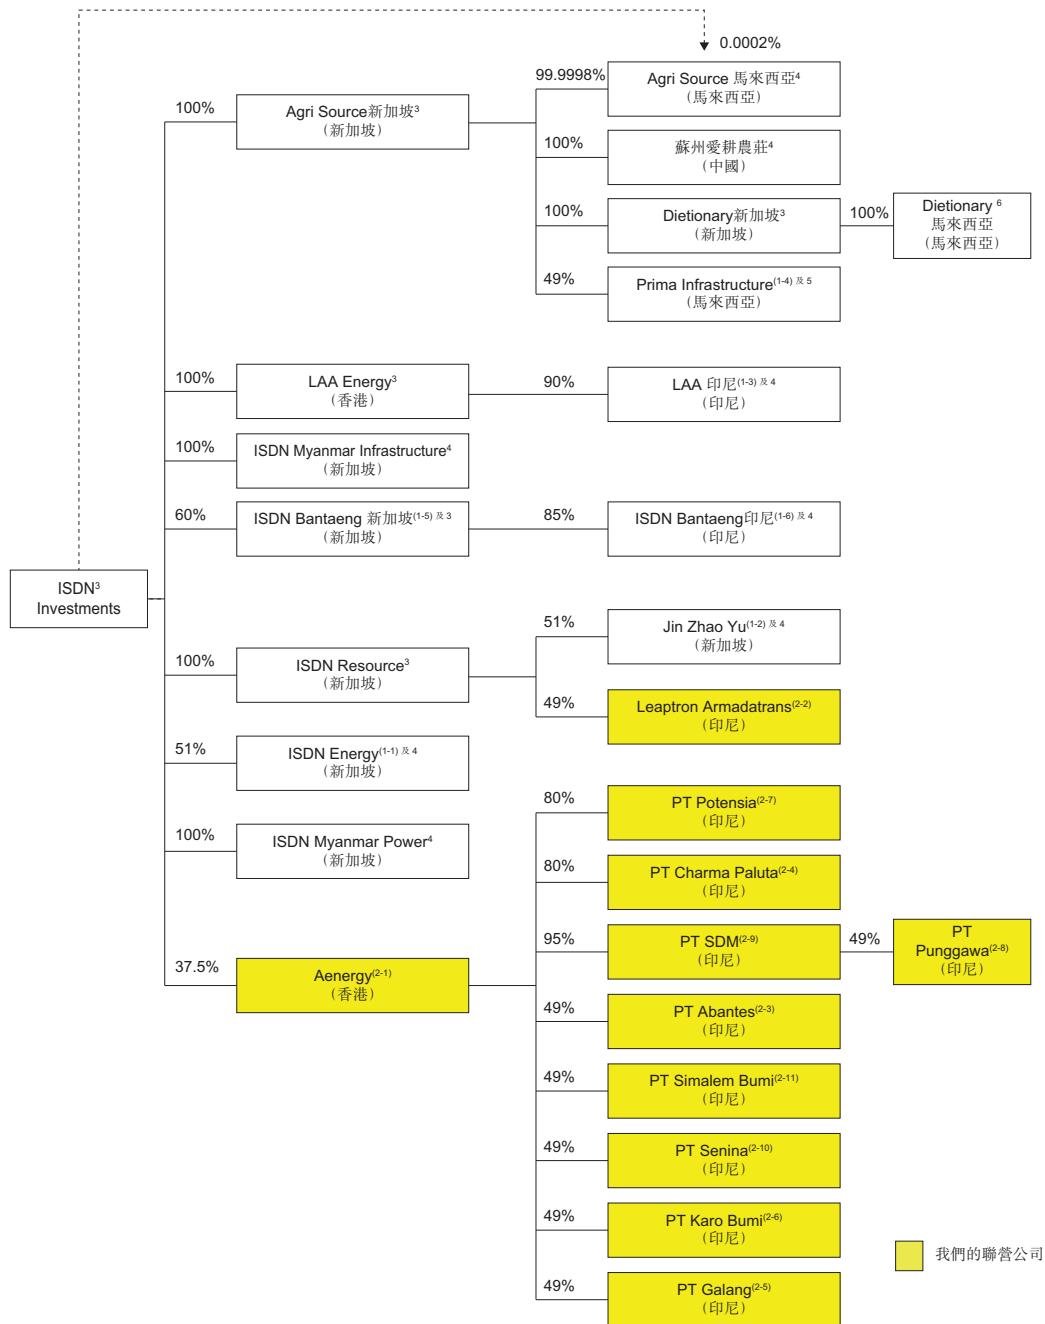 0.0002%
99.9998%
Agri Source 馬來西亞4
(馬來西亞)
100%
Agri Source新加坡3
(新加坡)
100%
蘇州愛耕農莊4
(中國)
100%
Dietionary新加坡3
(新加坡)
100%
Dietionary 6
馬來西亞
(馬來西亞)
49%
Prima Infrastructure(1-4) 及 5
(馬來西亞)
100%
LAA Energy3
(香港)
90%
LAA 印尼(1-3) 及 4
(印尼)
100%
ISDN Myanmar Infrastructure4
(新加坡)
60%
ISDN Bantaeng 新加坡(1-5) 及 3
(新加坡)
85%
ISDN Bantaeng印尼(1-6) 及 4
(印尼)
ISDN3
Investments
51%
Jin Zhao Yu(1-2) 及 4
(新加坡)
100%
ISDN Resource3
(新加坡)
49%
Leaptron Armadatrans(2-2)
(印尼)
51%
ISDN Energy(1-1) 及 4
(新加坡)
80%
PT Potensia(2-7)
(印尼)
100%
ISDN Myanmar Power4
(新加坡)
80%
PT Charma Paluta(2-4)
(印尼)
95%
PT SDM(2-9)
(印尼)
49%
PT
Punggawa(2-8)
(印尼)
37.5%
Aenergy(2-1)
(香港)
49%
PT Abantes(2-3)
(印尼)
49%
PT Simalem Bumi(2-11)
(印尼)
49%
PT Senina(2-10)
(印尼)
49%
PT Karo Bumi(2-6)
(印尼)
我們的聯營公司
49%
PT Galang(2-5)
(印尼)